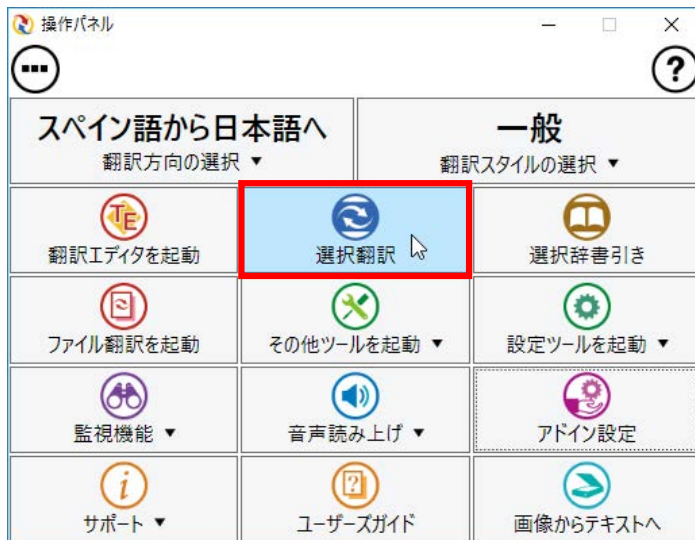 操作パネル
スペイン語から日本語へ
翻訳方向の選択 ▼
一般
翻訳スタイルの選択 ▼
TE
翻訳エディタを起動
選択翻訳
選択辞書引き
ファイル翻訳を起動
その他ツールを起動 ▼
設定ツールを起動 ▼
監視機能 ▼
音声読み上げ ▼
アドイン設定
サポート ▼
ユーザーズガイド
画像からテキストへ